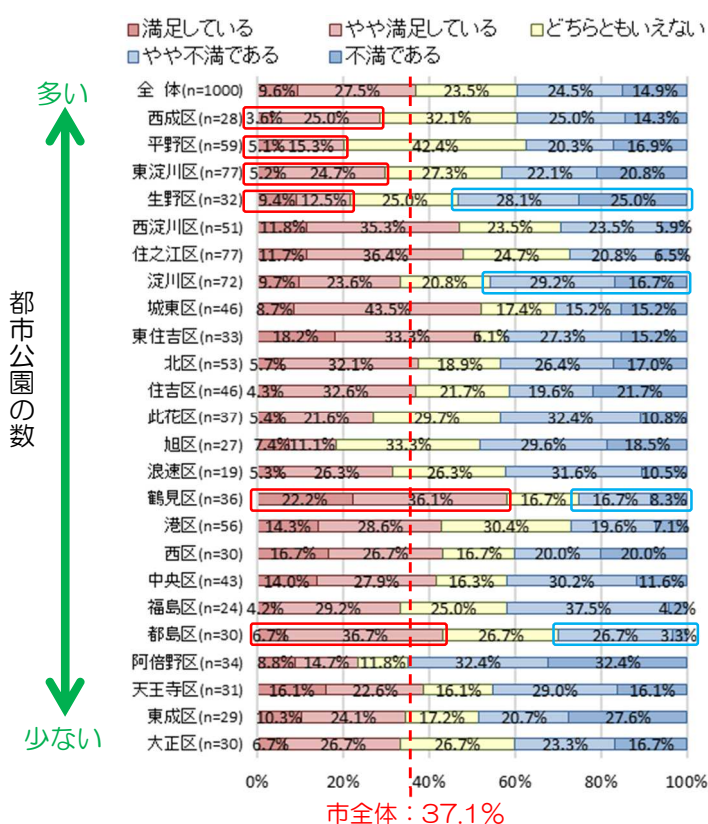 ■満足している ■やや満足している □どちらともいえない
■やや不満である ■不満である
多い
都市公園の数
少ない
全 体(n=1000) 9.6% 27.5% 23.5% 24.5% 14.9%
西成区(n=28) 3.6% 25.0% 32.1% 25.0% 14.3%
平野区(n=59) 5.1% 15.3% 42.4% 20.3% 16.9%
東淀川区(n=77) 5.2% 24.7% 27.3% 22.1% 20.8%
生野区(n=32) 9.4% 12.5% 25.0% 28.1% 25.0%
西淀川区(n=51) 11.8% 35.3% 23.5% 23.5% 5.9%
住之江区(n=77) 11.7% 36.4% 24.7% 20.8% 6.5%
淀川区(n=72) 9.7% 23.6% 20.8% 29.2% 16.7%
城東区(n=46) 8.7% 43.5% 17.4% 15.2% 15.2%
東住吉区(n=33) 18.2% 33.3% 6.1% 27.3% 15.2%
北区(n=53) 5.7% 32.1% 18.9% 26.4% 17.0%
住吉区(n=46) 4.3% 32.6% 21.7% 19.6% 21.7%
此花区(n=37) 5.4% 21.6% 29.7% 32.4% 10.8%
旭区(n=27) 7.4% 11.1% 33.3% 29.6% 18.5%
浪速区(n=19) 5.3% 26.3% 26.3% 31.6% 10.5%
鶴見区(n=36) 22.2% 36.1% 16.7% 16.7% 8.3%
港区(n=56) 14.3% 28.6% 30.4% 19.6% 7.1%
西区(n=30) 16.7% 26.7% 16.7% 20.0% 20.0%
中央区(n=43) 14.0% 27.9% 16.3% 30.2% 11.6%
福島区(n=24) 4.2% 29.2% 25.0% 37.5% 4.2%
都島区(n=30) 6.7% 36.7% 26.7% 26.7% 3.3%
阿倍野区(n=34) 8.8% 14.7% 11.8% 32.4% 32.4%
天王寺区(n=31) 16.1% 22.6% 16.1% 29.0% 16.1%
東成区(n=29) 10.3% 24.1% 17.2% 20.7% 27.6%
大正区(n=30) 6.7% 26.7% 26.7% 23.3% 16.7%
0% 20% 40% 60% 80% 100%
市全体：37.1%